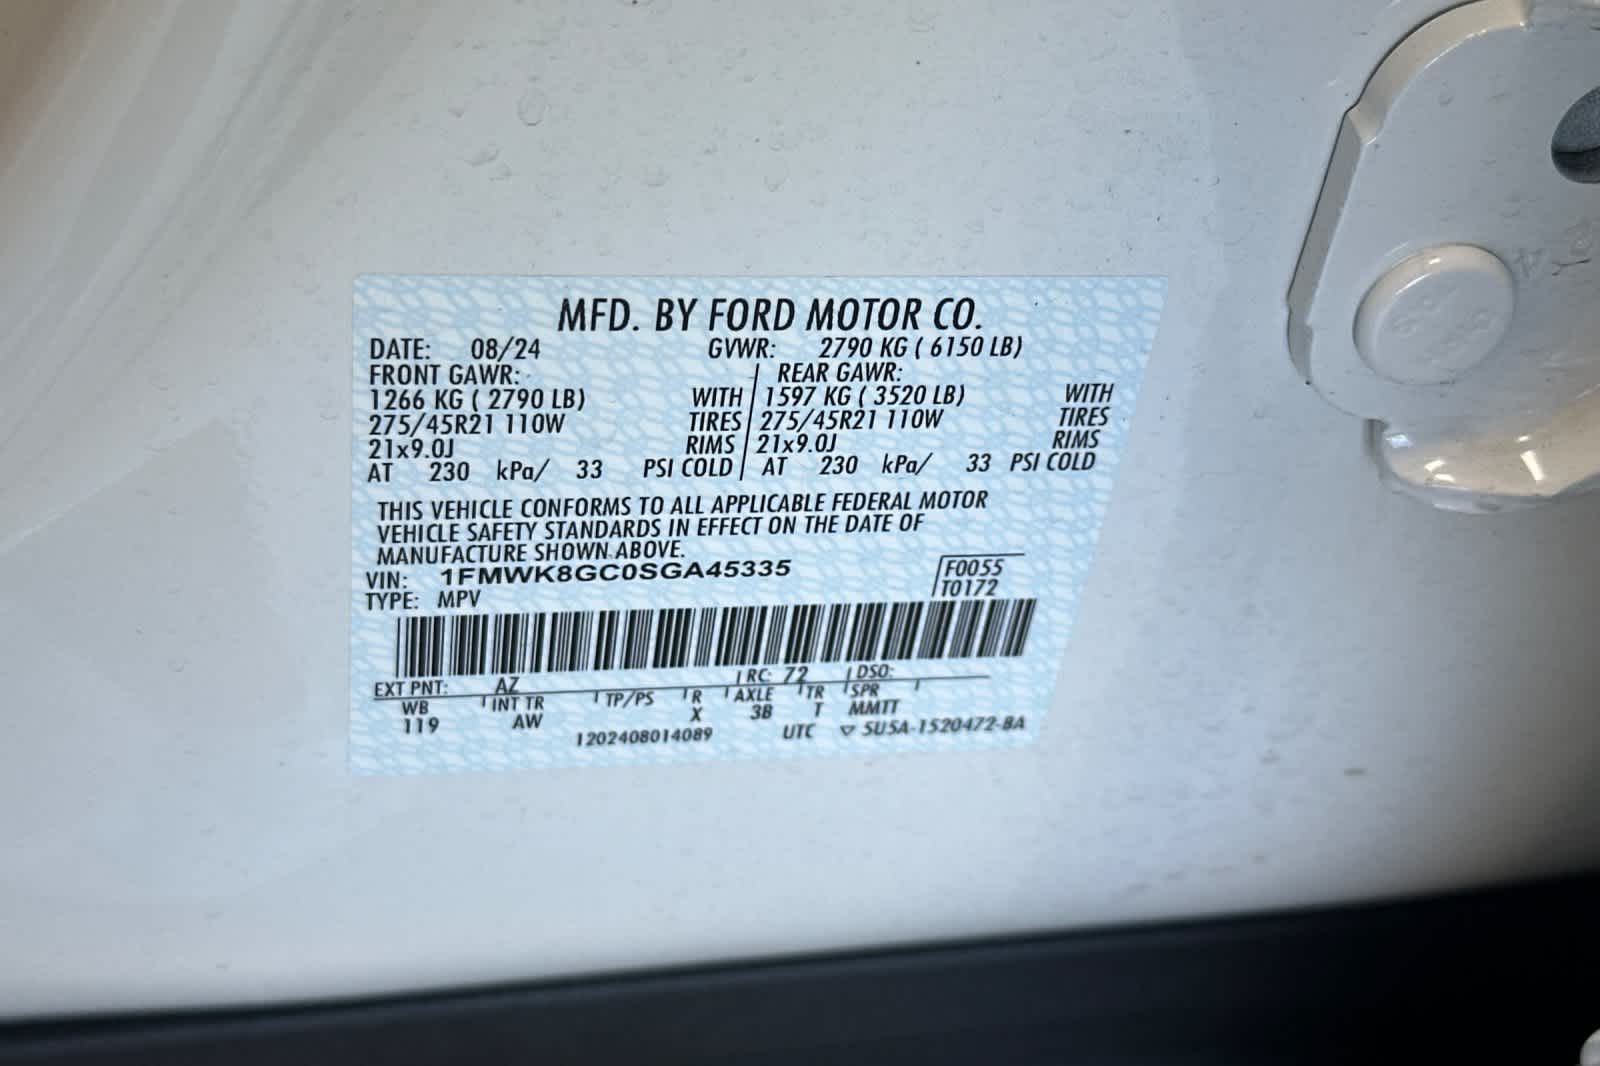 MFD. BY FORD MOTOR CO.
DATE: 08/24 GVWR: 2790 KG ( 6150 LB)
FRONT GAWR: REAR GAWR:
1266 KG ( 2790 LB) WITH 1597 KG ( 3520 LB) WITH
275/45R21 110W TIRES 275/45R21 110W TIRES
21x9.0J RIMS 21x9.0J RIMS
AT 230 kPa/ 33 PSI COLD AT 230 kPa/ 33 PSI COLD
THIS VEHICLE CONFORMS TO ALL APPLICABLE FEDERAL MOTOR
VEHICLE SAFETY STANDARDS IN EFFECT ON THE DATE OF
MANUFACTURE SHOWN ABOVE.
VIN: 1FMWK8GC0SGA45335 F0055
TYPE: MPV T0172
EXT PNT: AZ RC: 72 DSO:
WB INT TR TP/PS R AXLE TR SPR
119 AW X 3B T MMTT
1202408014089 UTC ▽ 5U5A-1520472-BA